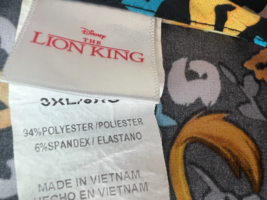 Disney
THE
LION KING
94%POLYESTER/POLIESTER
6%SPANDEX / ELASTANO
MADE IN VIETNAM
HECHO EN VIETNAM